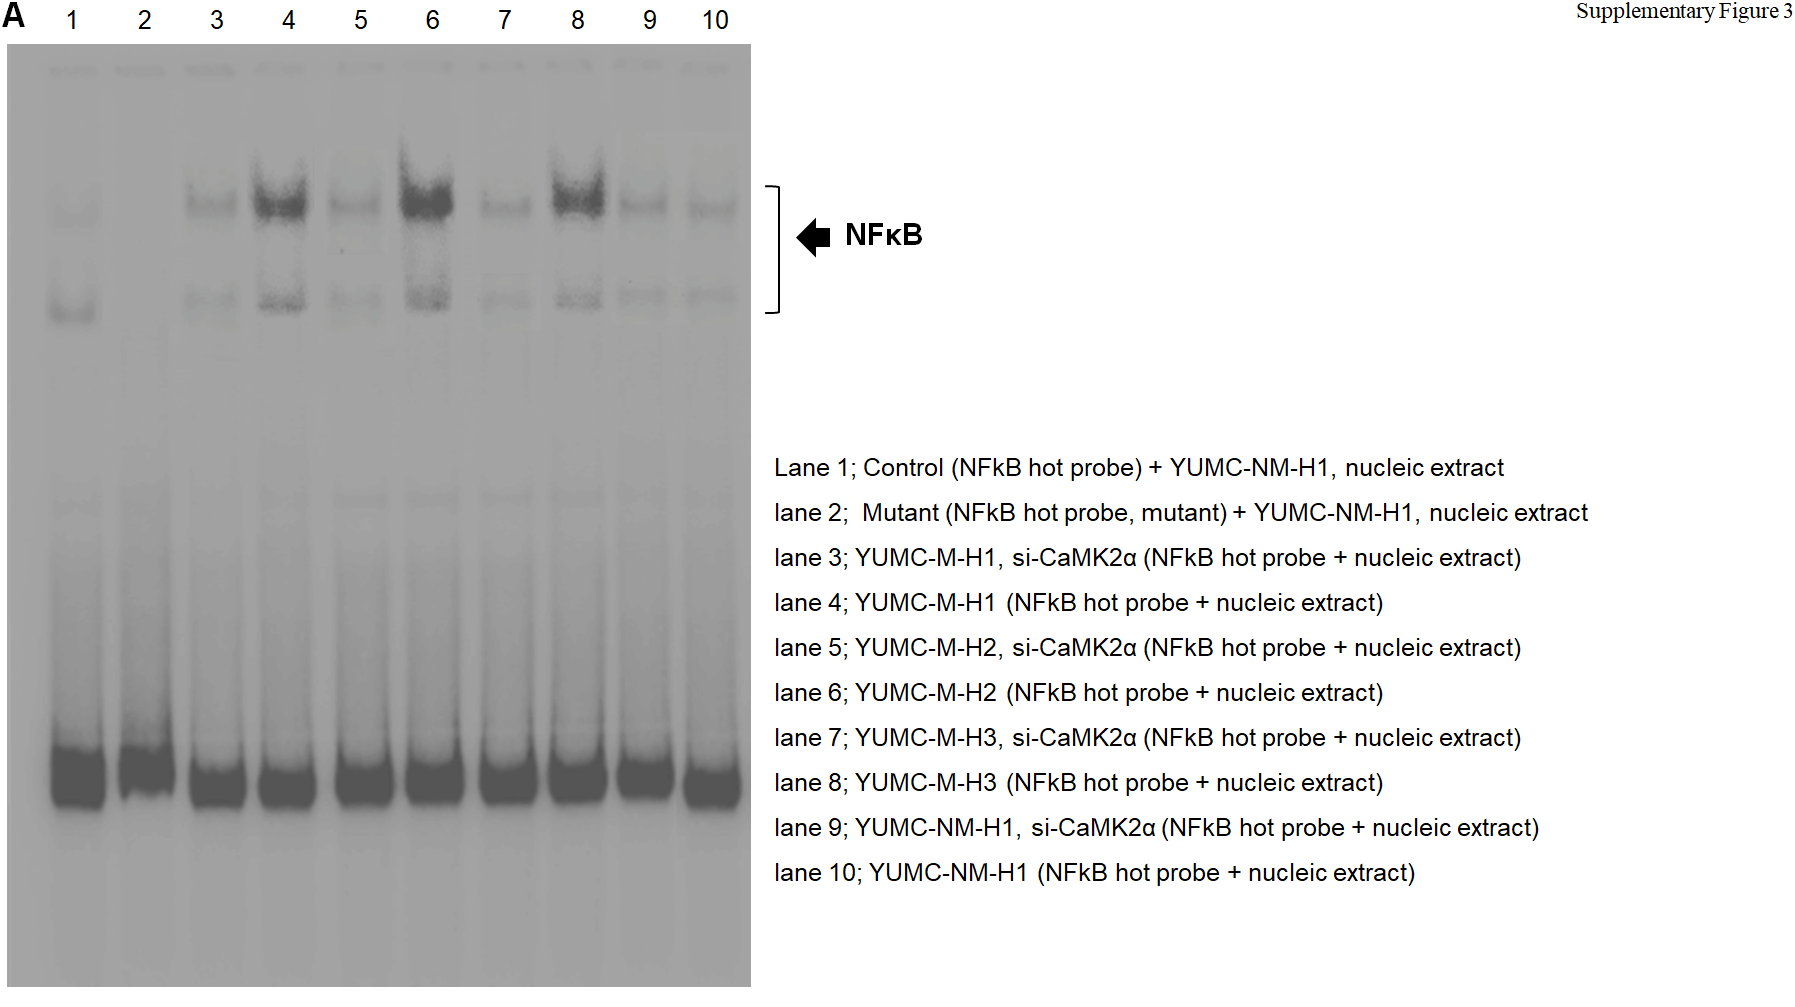 A 1 2 3 4 5 6 7 8 9 10
Supplementary Figure 3
NFκB
Lane 1; Control (NFkB hot probe) + YUMC-NM-H1, nucleic extract
lane 2; Mutant (NFkB hot probe, mutant) + YUMC-NM-H1, nucleic extract
lane 3; YUMC-M-H1, si-CaMK2α (NFkB hot probe + nucleic extract)
lane 4; YUMC-M-H1 (NFkB hot probe + nucleic extract)
lane 5; YUMC-M-H2, si-CaMK2α (NFkB hot probe + nucleic extract)
lane 6; YUMC-M-H2 (NFkB hot probe + nucleic extract)
lane 7; YUMC-M-H3, si-CaMK2α (NFkB hot probe + nucleic extract)
lane 8; YUMC-M-H3 (NFkB hot probe + nucleic extract)
lane 9; YUMC-NM-H1, si-CaMK2α (NFkB hot probe + nucleic extract)
lane 10; YUMC-NM-H1 (NFkB hot probe + nucleic extract)